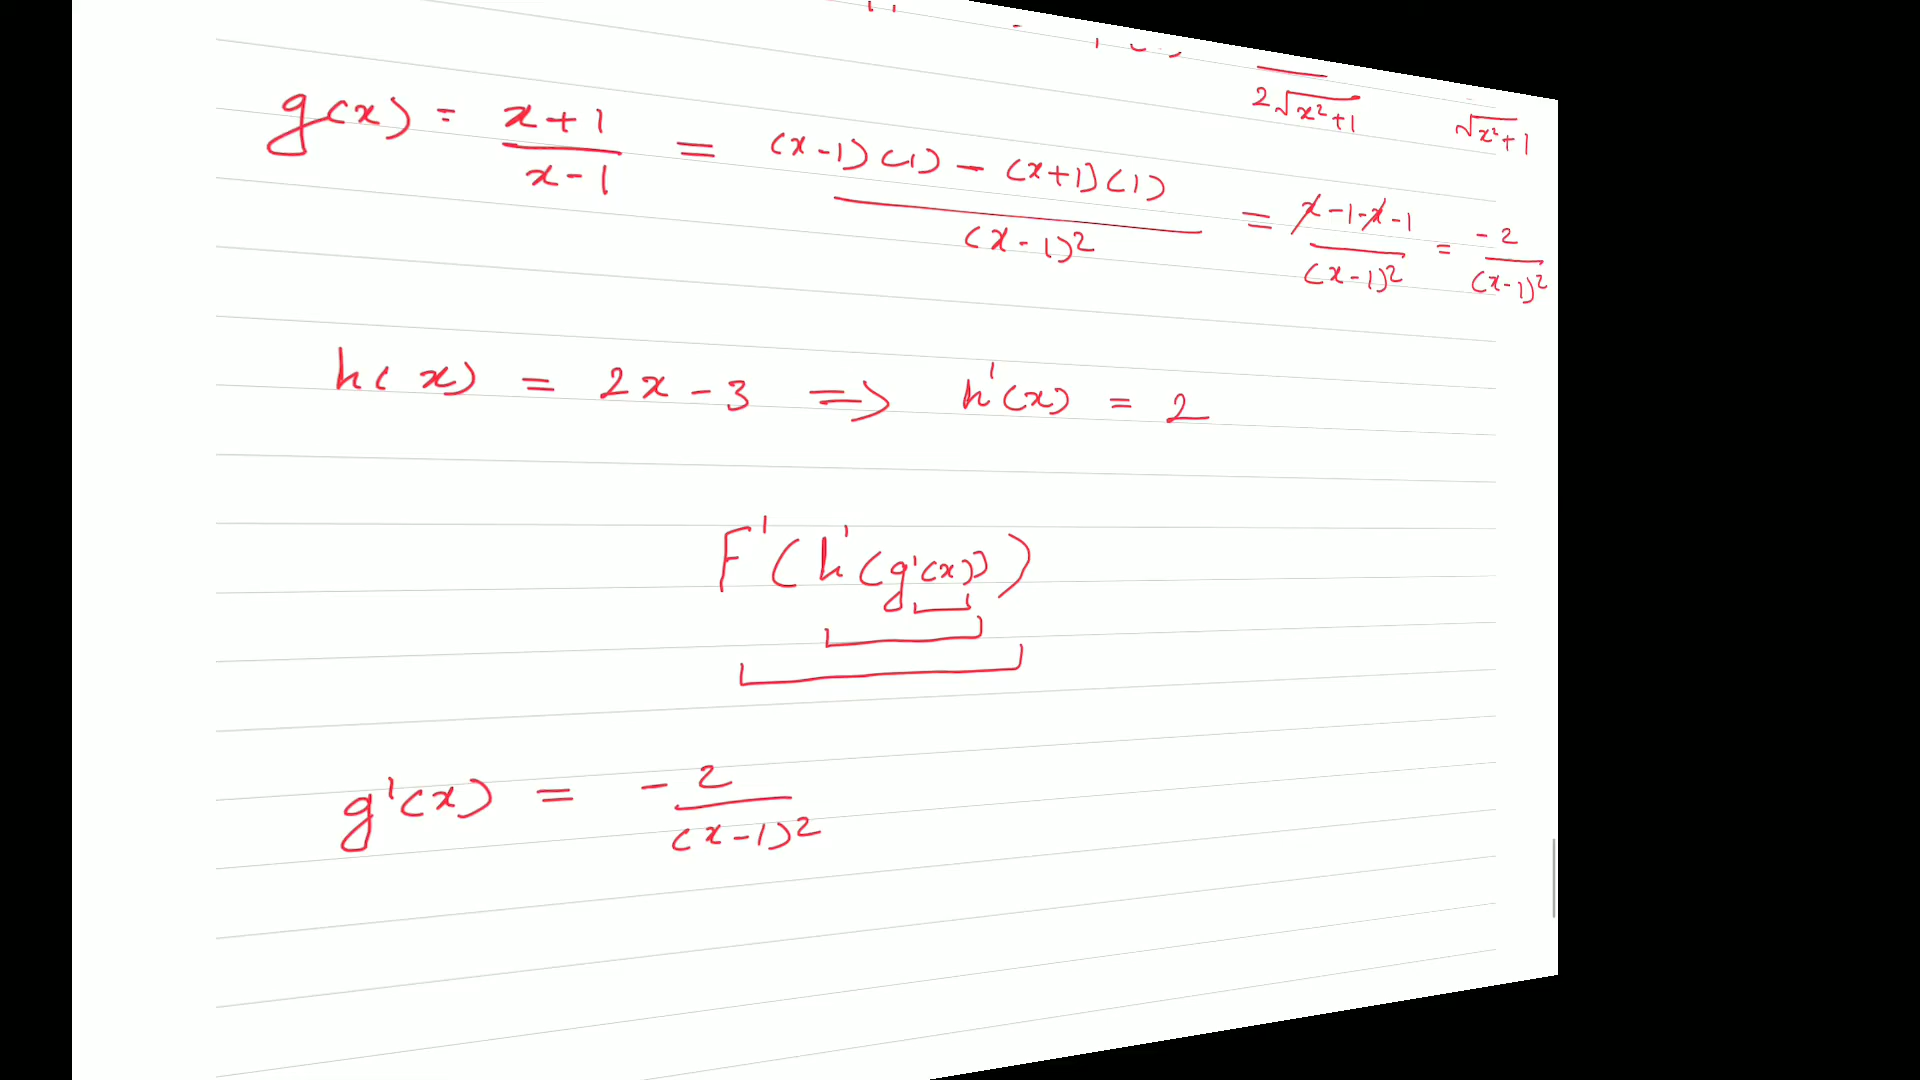 2√x²+1 √x²+1
g(x) = x+1/x-1 = (x-1)(1) - (x+1)(1)/(x-1)² = x-1-x-1/(x-1)² = -2/(x-1)²
h(x) = 2x-3 => h'(x) = 2
F'(h'(g'(x)))
g'(x) = -2/(x-1)²